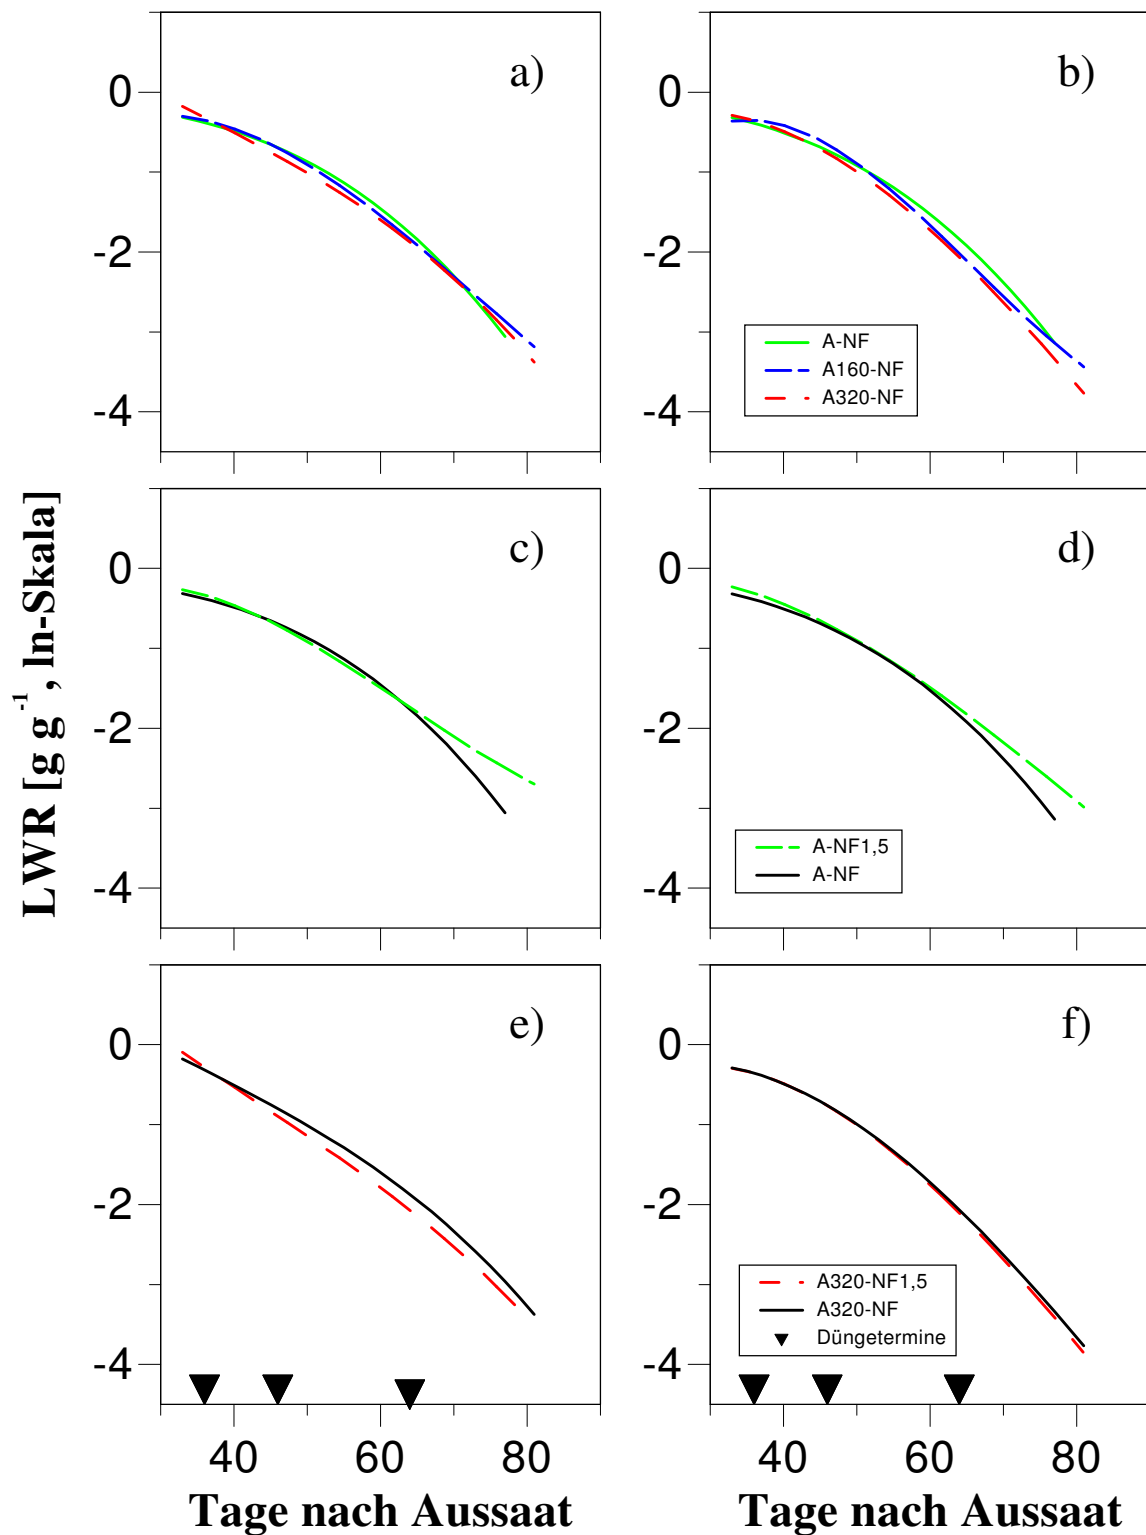 a)
b)
0
-2
-4
0
-2
-4
A-NF
A160-NF
A320-NF
c)
d)
0
-2
-4
0
-2
-4
A-NF1,5
A-NF
LWR [g g⁻¹, ln-Skala]
e)
f)
0
-2
-4
0
-2
-4
A320-NF1,5
A320-NF
Düngetermine
40 60 80
40 60 80
Tage nach Aussaat
Tage nach Aussaat